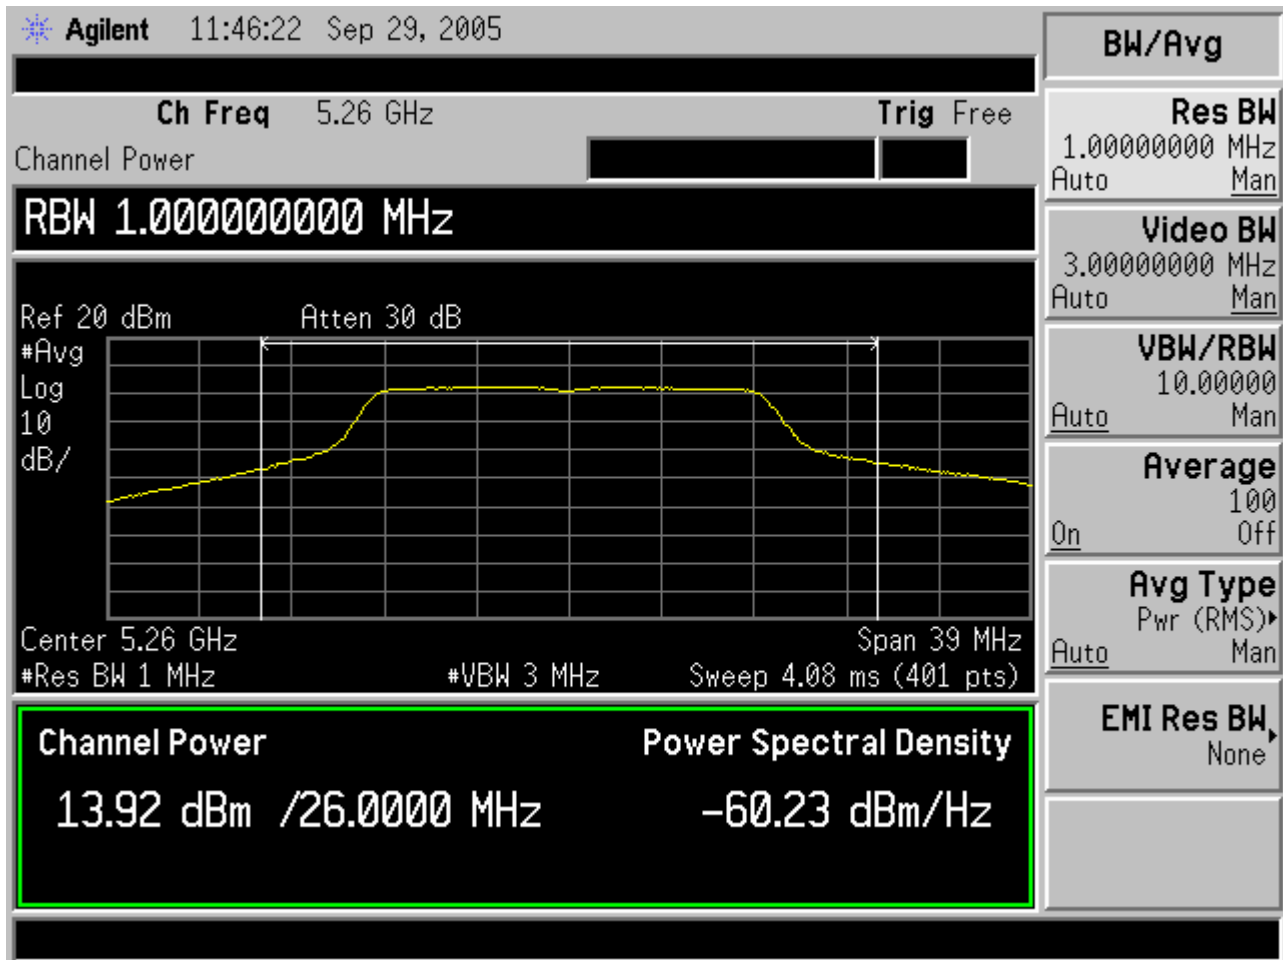 Agilent 11:46:22 Sep 29, 2005
Ch Freq 5.26 GHz Trig Free
Channel Power
RBW 1.000000000 MHz
Ref 20 dBm Atten 30 dB
#Avg
Log
10
dB/
Center 5.26 GHz Span 39 MHz
#Res BW 1 MHz #VBW 3 MHz Sweep 4.08 ms (401 pts)
Channel Power Power Spectral Density
13.92 dBm /26.0000 MHz -60.23 dBm/Hz
BW/Avg
Res BW
1.00000000 MHz
Auto Man
Video BW
3.00000000 MHz
Auto Man
VBW/RBW
10.00000
Auto Man
Average
100
On Off
Avg Type
Pwr (RMS)▸
Auto Man
EMI Res BW▸
None